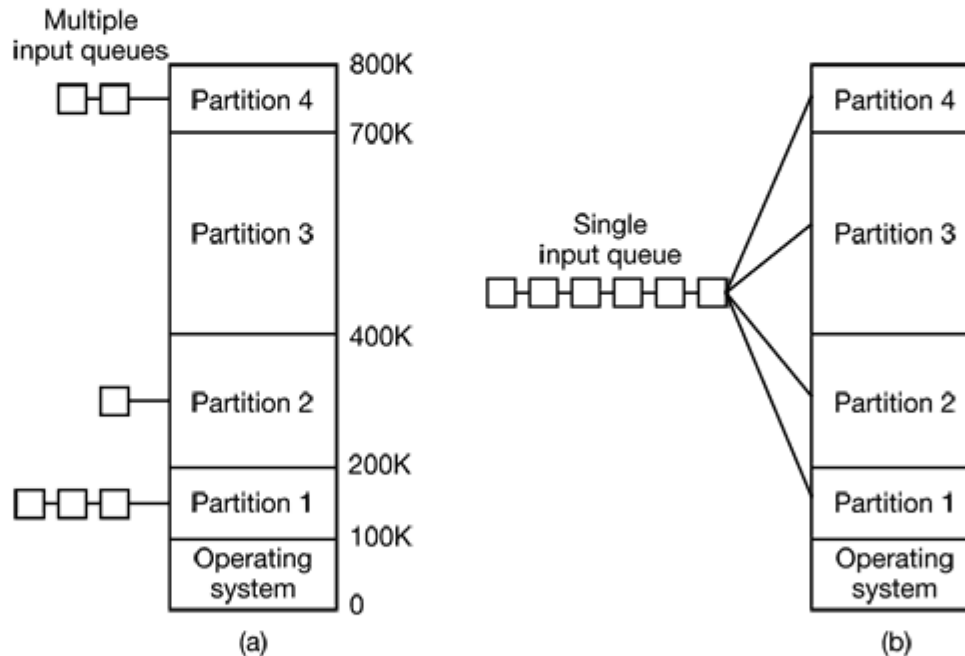 Multiple
input queues
800K
Partition 4
700K
Partition 3
400K
Partition 2
200K
Partition 1
100K
Operating
system
0
(a)
Single
input queue
Partition 4
Partition 3
Partition 2
Partition 1
Operating
system
(b)